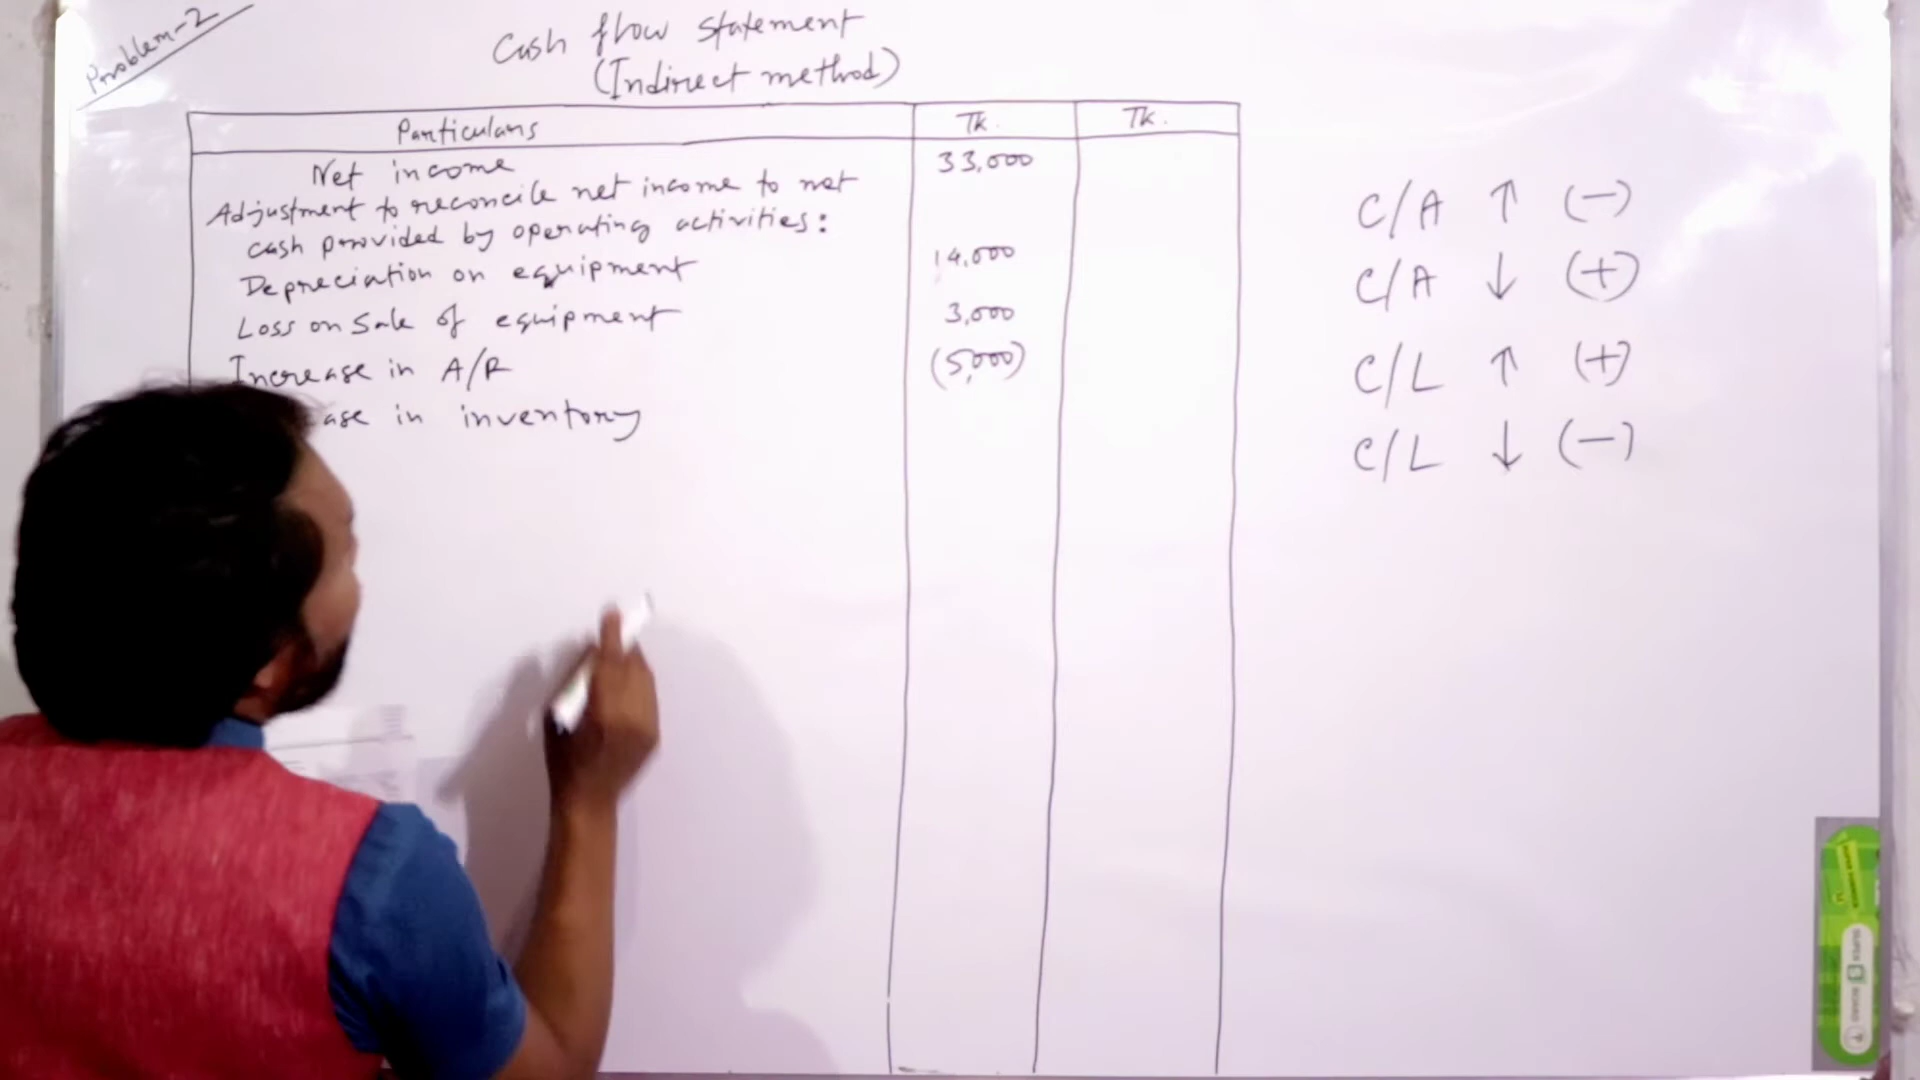 Problem-2
Cash flow statement
(Indirect method)
Particulars Tk. Tk.
Net income 33,000
Adjustment to reconcile net income to net
cash provided by operating activities:
Depreciation on equipment 14,000
Loss on Sale of equipment 3,000
Increase in A/R (5,000)
ase in inventory
C/A ↑ (−)
C/A ↓ (+)
C/L ↑ (+)
C/L ↓ (−)